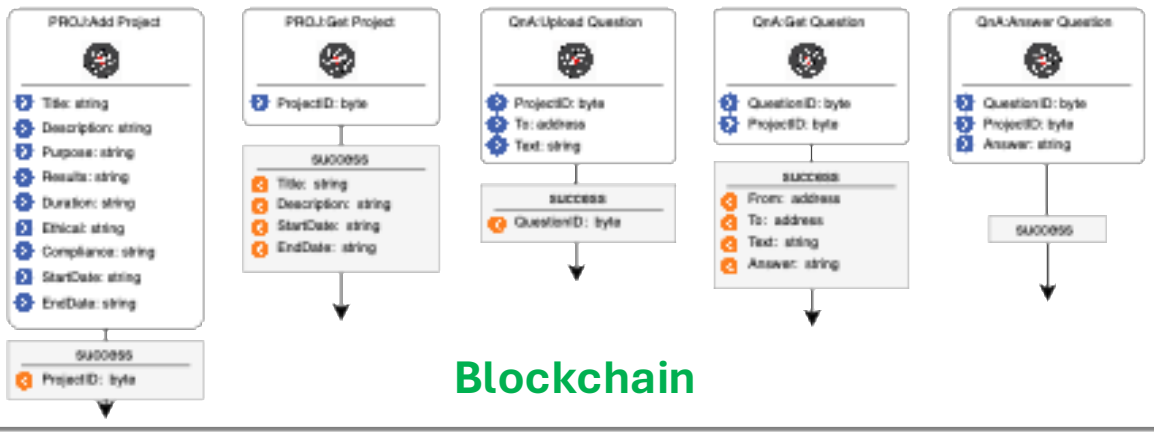 PROJ:Add Project
Title: string
Description: string
Purpose: string
Results: string
Duration: string
Ethical: string
Compliance: string
StartDate: string
EndDate: string
success
ProjectID: byte
PROJ:Get Project
ProjectID: byte
success
Title: string
Description: string
StartDate: string
EndDate: string
QnA:Upload Question
ProjectID: byte
To: address
Text: string
success
QuestionID: byte
QnA:Get Question
QuestionID: byte
ProjectID: byte
success
From: address
To: address
Text: string
Answer: string
QnA:Answer Question
QuestionID: byte
ProjectID: byte
Answer: string
success
Blockchain